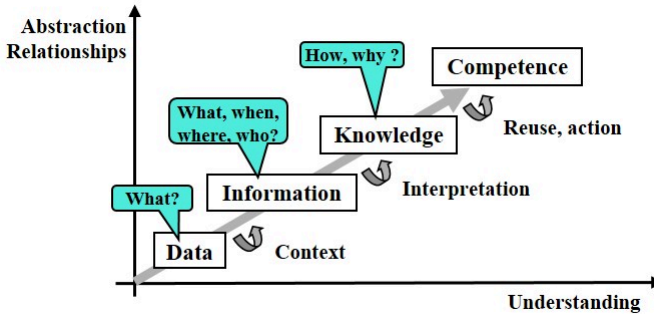 Abstraction
Relationships
How, why ?
Competence
What, when,
where, who?
Knowledge
Reuse, action
What?
Information
Interpretation
Data
Context
Understanding